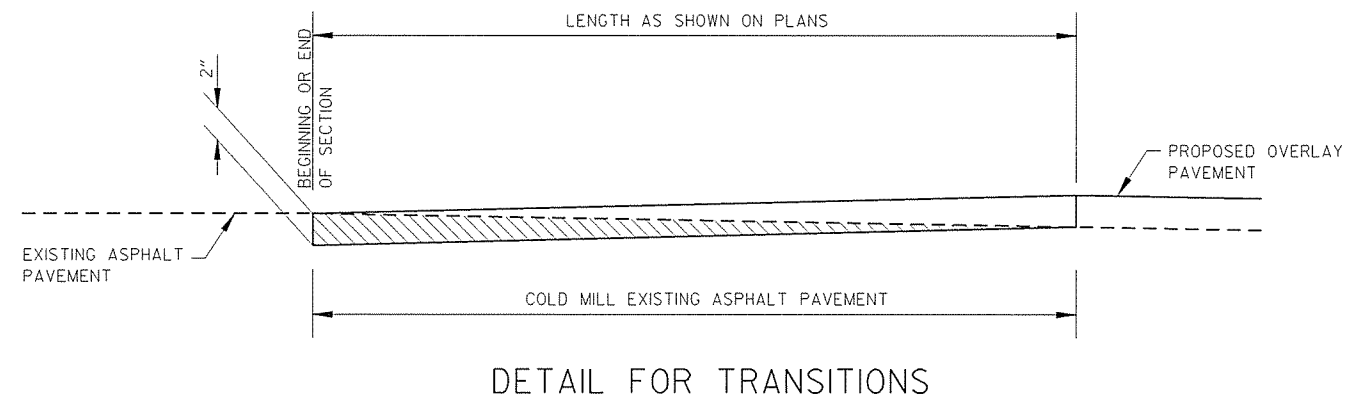 LENGTH AS SHOWN ON PLANS
2"
BEGINNING OR END
OF SECTION
PROPOSED OVERLAY
PAVEMENT
EXISTING ASPHALT
PAVEMENT
COLD MILL EXISTING ASPHALT PAVEMENT
DETAIL FOR TRANSITIONS